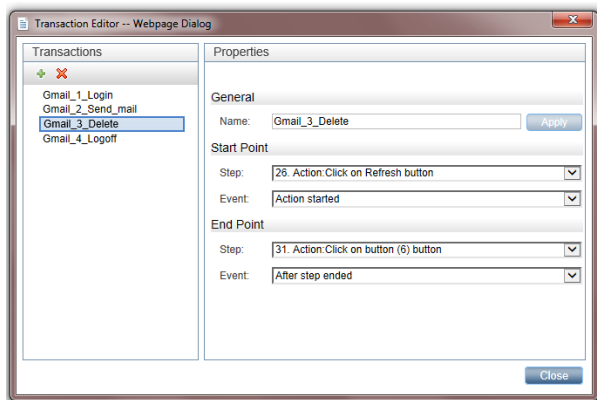 Transaction Editor -- Webpage Dialog
Transactions
Gmail_1_Login
Gmail_2_Send_mail
Gmail_3_Delete
Gmail_4_Logoff
Properties
General
Name: Gmail_3_Delete Apply
Start Point
Step: 26. Action:Click on Refresh button
Event: Action started
End Point
Step: 31. Action:Click on button (6) button
Event: After step ended
Close